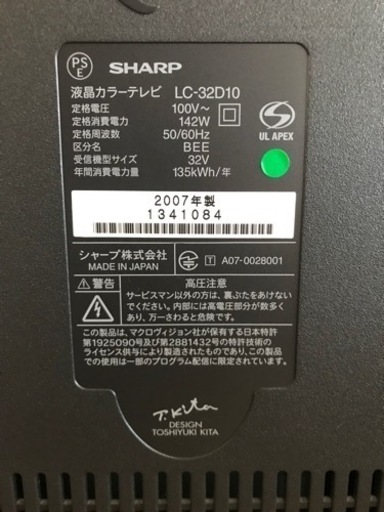 PS
E
SHARP
液晶カラーテレビ LC-32D10
定格電圧 100V～
定格消費電力 142W
定格周波数 50/60Hz
区分名 BEE
受信機型サイズ 32V
年間消費電力量 135kWh/年
UL APEX
2007年製
1341084
シャープ株式会社
MADE IN JAPAN
T A07-0028001
警告 高圧注意
サービスマン以外の方は、裏ぶたをあけない
でください。内部には高電圧部分が数多く
あり、万一さわると危険です。
この製品は、マクロヴィジョン社が保有する日本特許
第1925090号及び第2881432号の特許技術の
ライセンス供与により製造されました。この製品
での使用は一部のプログラム配信に限定されています。
T.Kita
DESIGN
TOSHIYUKI KITA